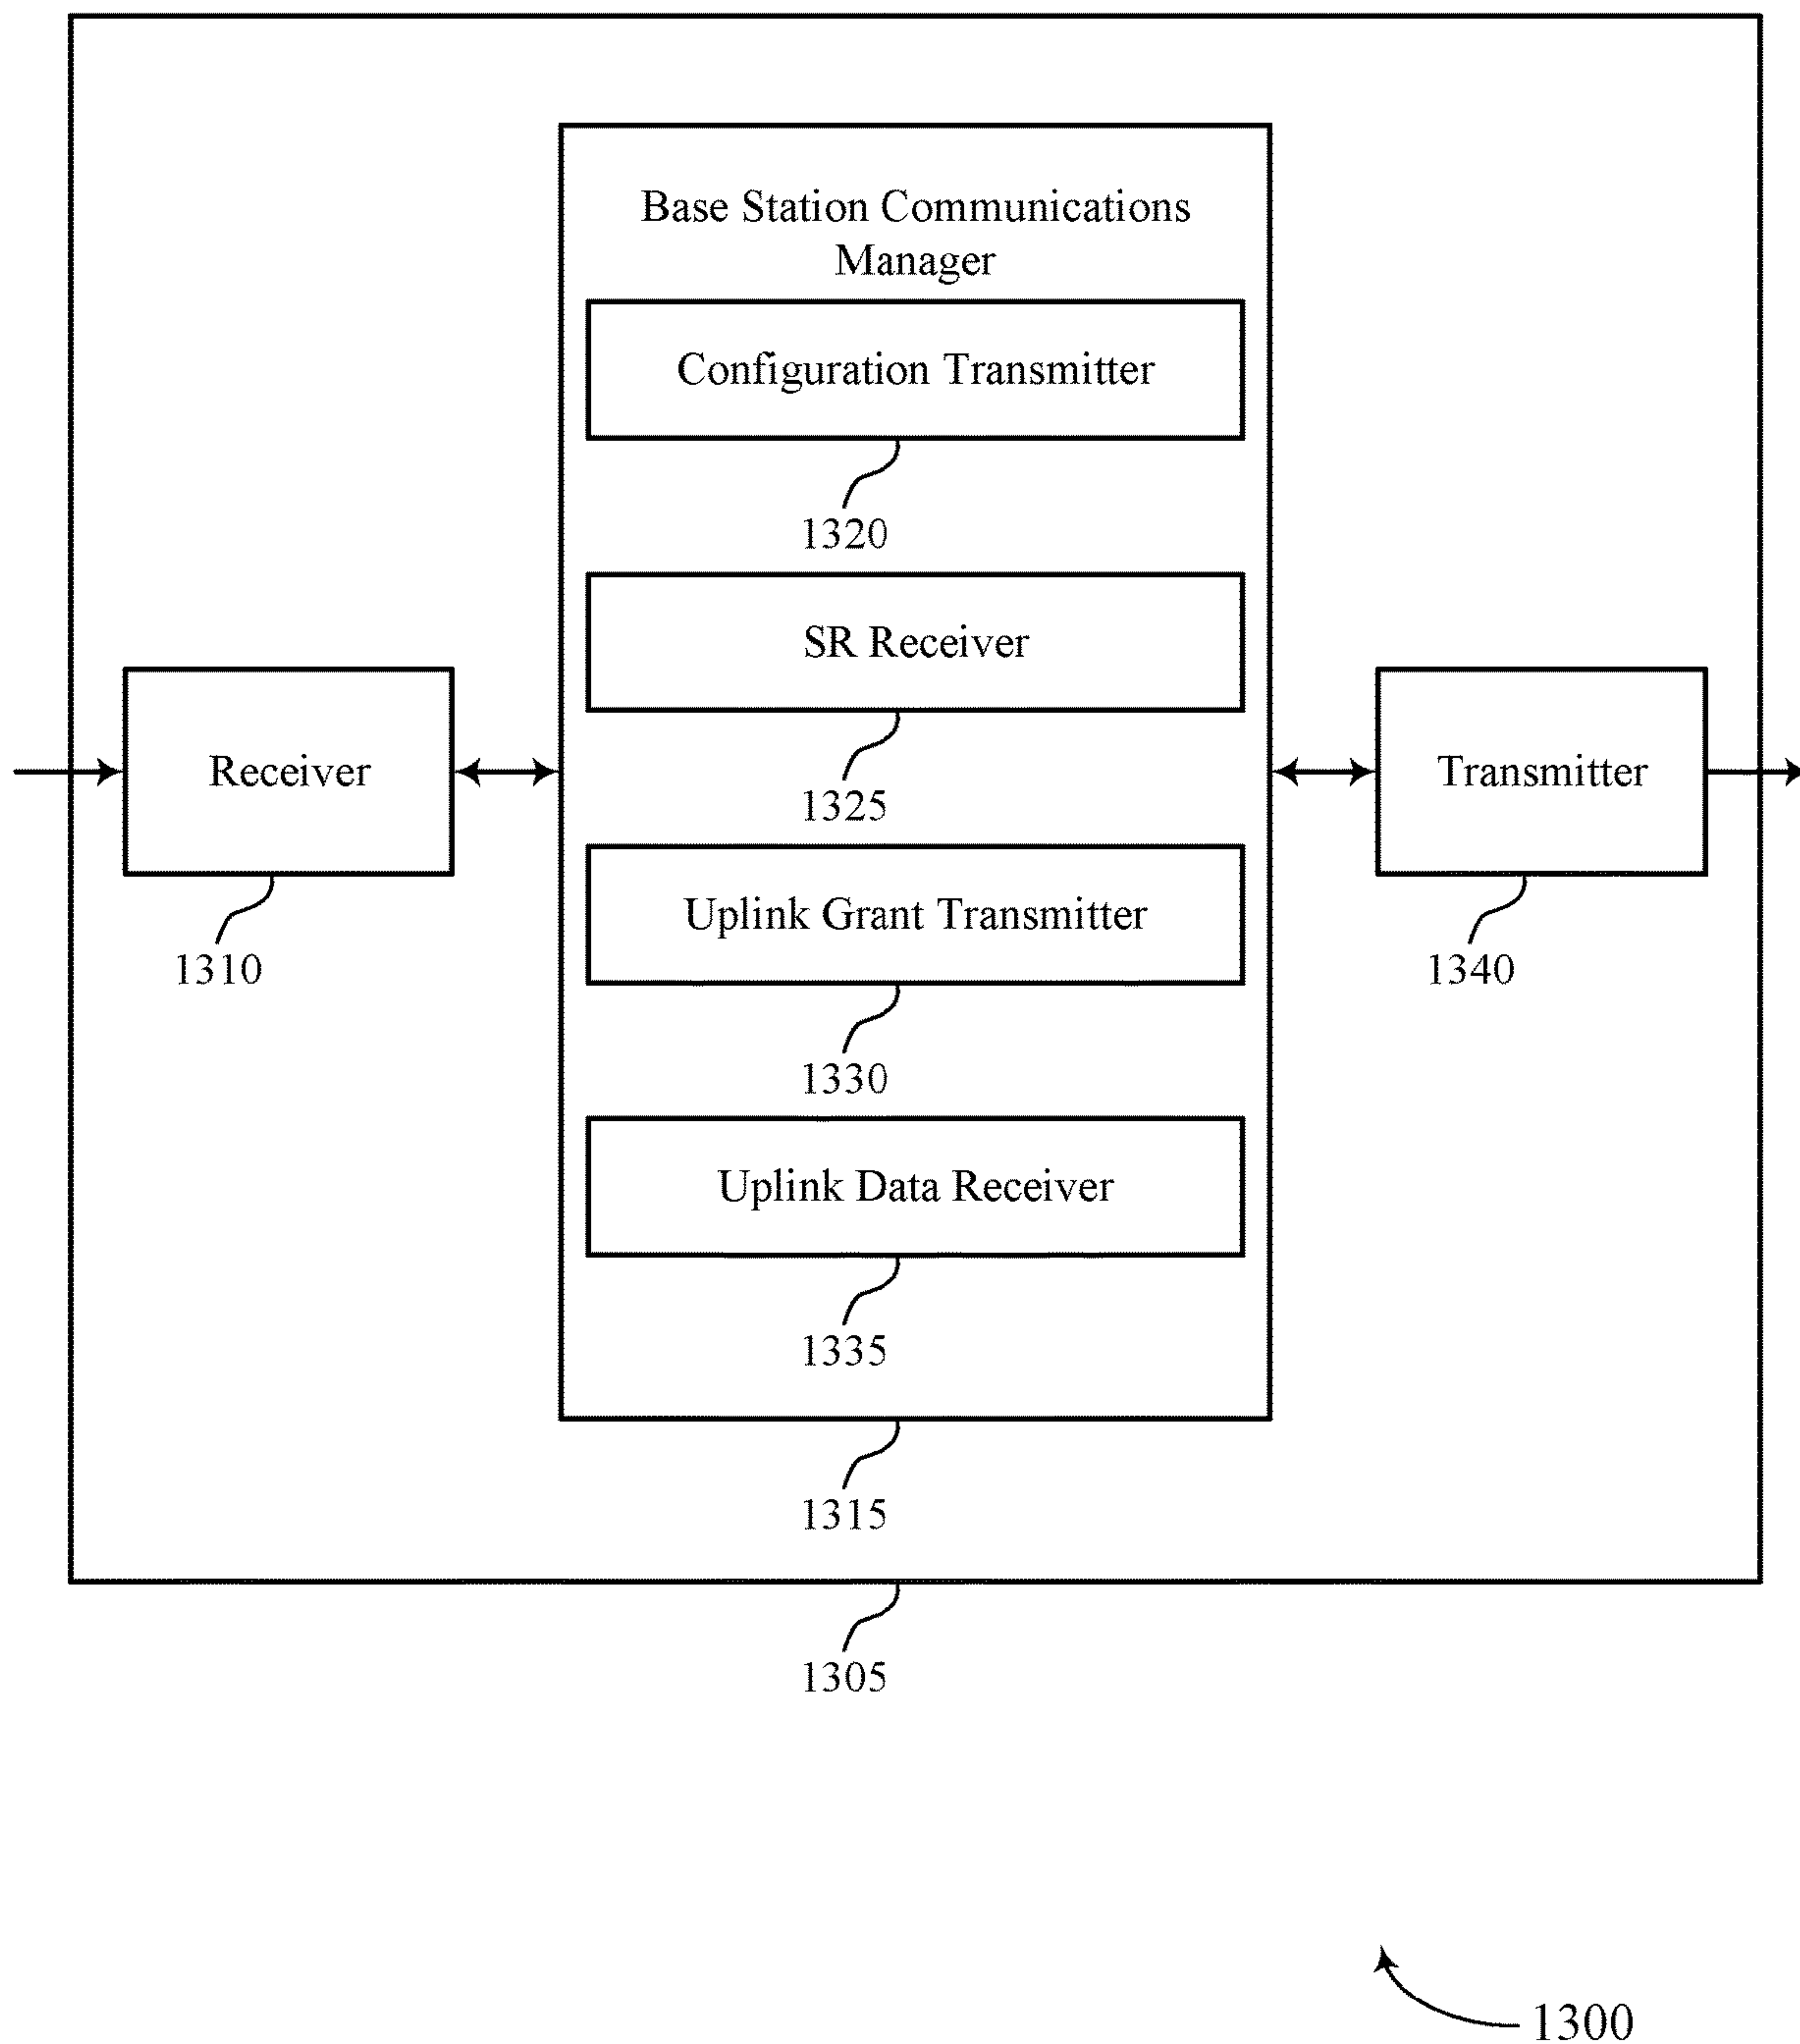 Base Station Communications
Manager
Configuration Transmitter
1320
SR Receiver
1325
Receiver
1310
Transmitter
1340
Uplink Grant Transmitter
1330
Uplink Data Receiver
1335
1315
1305
1300